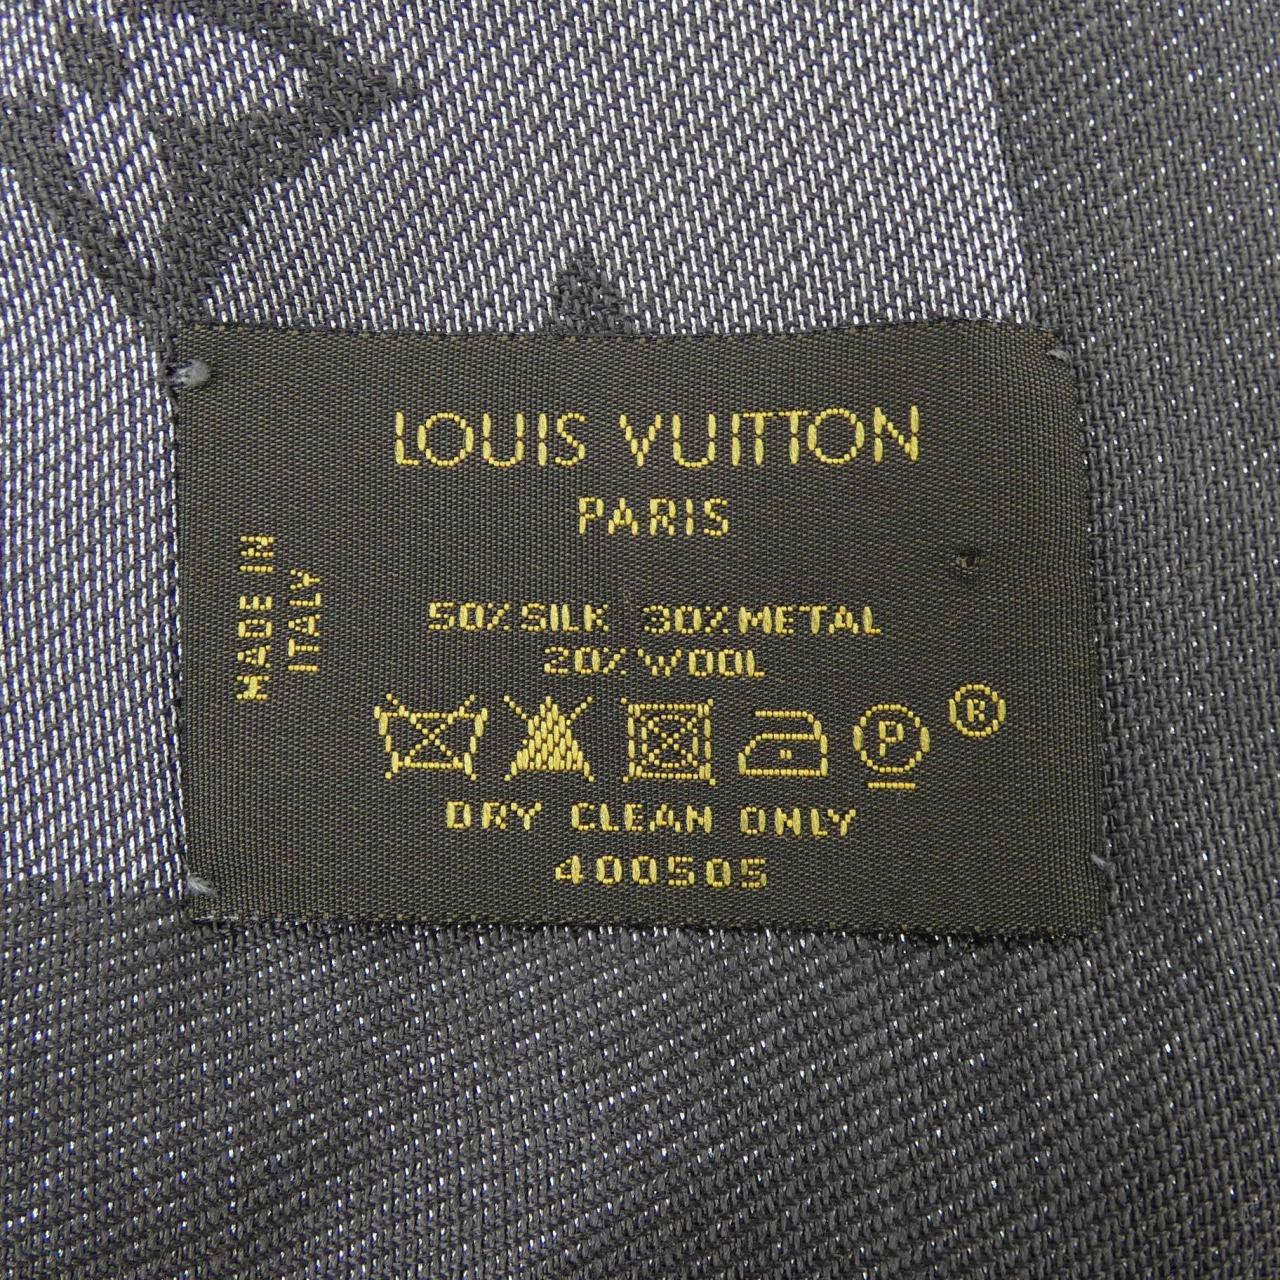 LOUIS VUITTON
PARIS
MADE IN
ITALY
50% SILK 30% METAL
20% WOOL
P ®
DRY CLEAN ONLY
400505